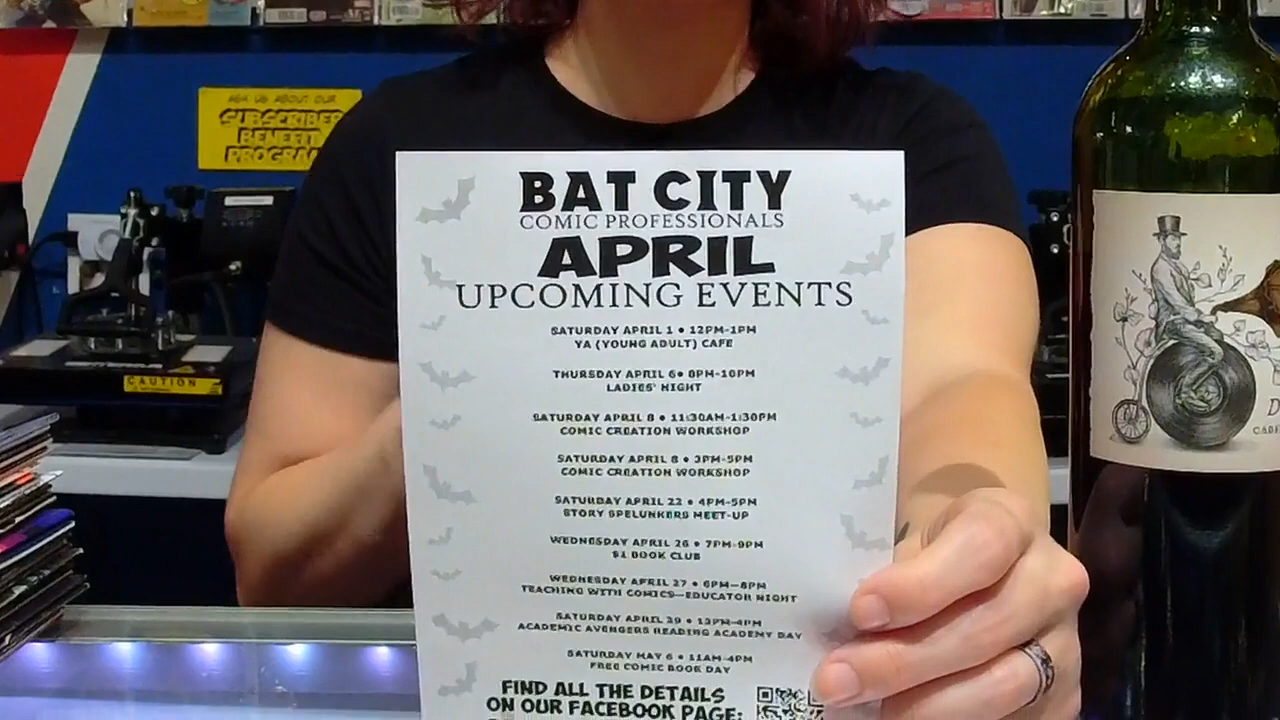 ASK US ABOUT OUR
SUBSCRIBER
BENEFIT
PROGRAM
CAUTION
BAT CITY
COMIC PROFESSIONALS
APRIL
UPCOMING EVENTS
SATURDAY APRIL 1 • 12PM-1PM
YA (YOUNG ADULT) CAFE
THURSDAY APRIL 6 • 8PM-10PM
LADIES' NIGHT
SATURDAY APRIL 8 • 11:30AM-1:30PM
COMIC CREATION WORKSHOP
SATURDAY APRIL 8 • 3PM-5PM
COMIC CREATION WORKSHOP
SATURDAY APRIL 22 • 4PM-5PM
STORY SPELUNKERS MEET-UP
WEDNESDAY APRIL 26 • 7PM-9PM
$1 BOOK CLUB
WEDNESDAY APRIL 27 • 6PM—8PM
TEACHING WITH COMICS—EDUCATOR NIGHT
SATURDAY APRIL 29 • 12PM-4PM
ACADEMIC AVENGERS READING ACADEMY DAY
SATURDAY MAY 6 • 11AM-4PM
FREE COMIC BOOK DAY
FIND ALL THE DETAILS
ON OUR FACEBOOK PAGE: